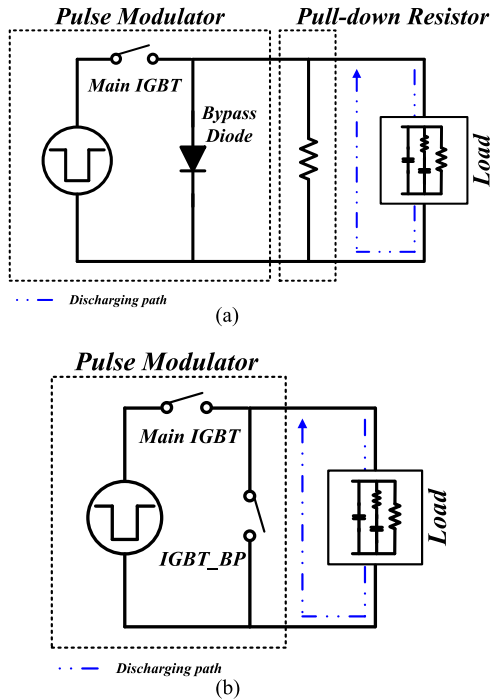 Pulse Modulator
Pull-down Resistor
Main IGBT
Bypass
Diode
Load
Discharging path
(a)
Pulse Modulator
Main IGBT
IGBT_BP
Load
Discharging path
(b)